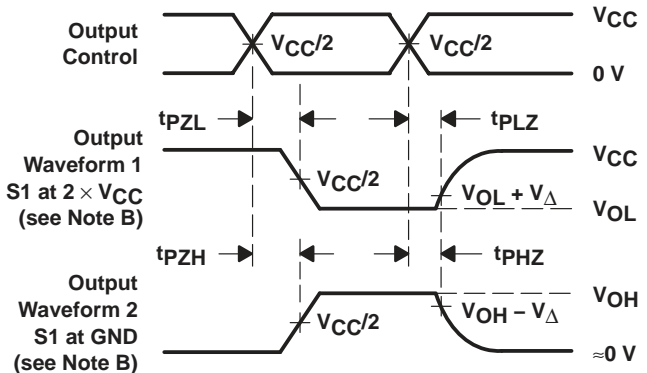 Output
Control
VCC/2
VCC/2
VCC
0 V
tPZL
tPLZ
Output
Waveform 1
S1 at 2 × VCC
(see Note B)
VCC/2
VOL + VΔ
VCC
VOL
tPZH
tPHZ
Output
Waveform 2
S1 at GND
(see Note B)
VCC/2
VOH − VΔ
VOH
≈0 V